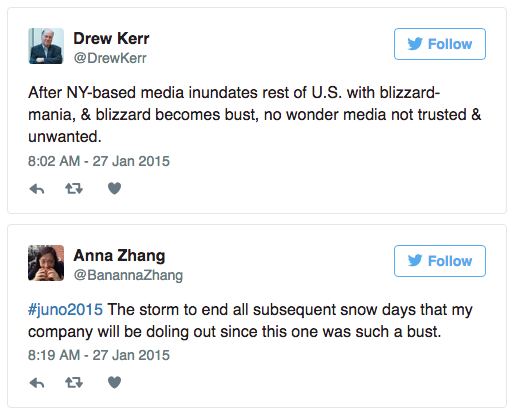 Drew Kerr
@DrewKerr
Follow
After NY-based media inundates rest of U.S. with blizzard-
mania, & blizzard becomes bust, no wonder media not trusted &
unwanted.
8:02 AM - 27 Jan 2015
Anna Zhang
@BanannaZhang
Follow
#juno2015 The storm to end all subsequent snow days that my
company will be doling out since this one was such a bust.
8:19 AM - 27 Jan 2015